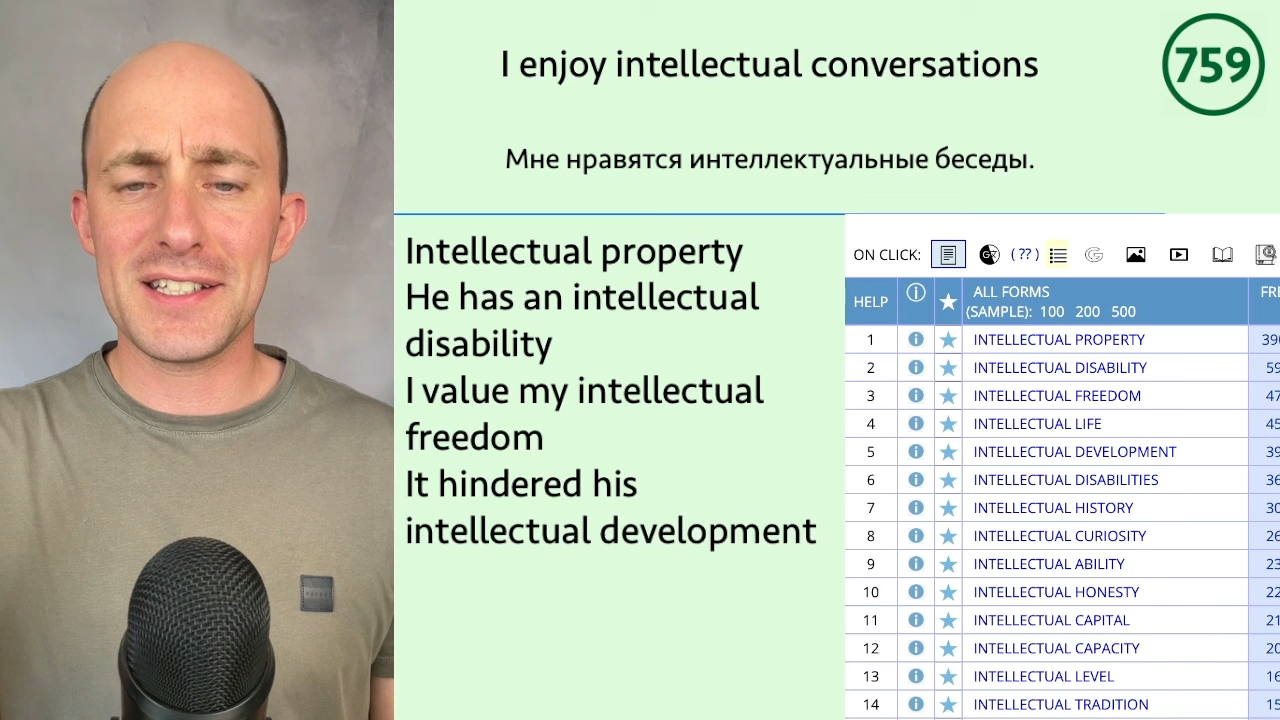 I enjoy intellectual conversations
759
Мне нравятся интеллектуальные беседы.
Intellectual property
He has an intellectual
disability
I value my intellectual
freedom
It hindered his
intellectual development
ON CLICK: ( ?? )
HELP ALL FORMS
(SAMPLE): 100 200 500
1 INTELLECTUAL PROPERTY
2 INTELLECTUAL DISABILITY
3 INTELLECTUAL FREEDOM
4 INTELLECTUAL LIFE
5 INTELLECTUAL DEVELOPMENT
6 INTELLECTUAL DISABILITIES
7 INTELLECTUAL HISTORY
8 INTELLECTUAL CURIOSITY
9 INTELLECTUAL ABILITY
10 INTELLECTUAL HONESTY
11 INTELLECTUAL CAPITAL
12 INTELLECTUAL CAPACITY
13 INTELLECTUAL LEVEL
14 INTELLECTUAL TRADITION